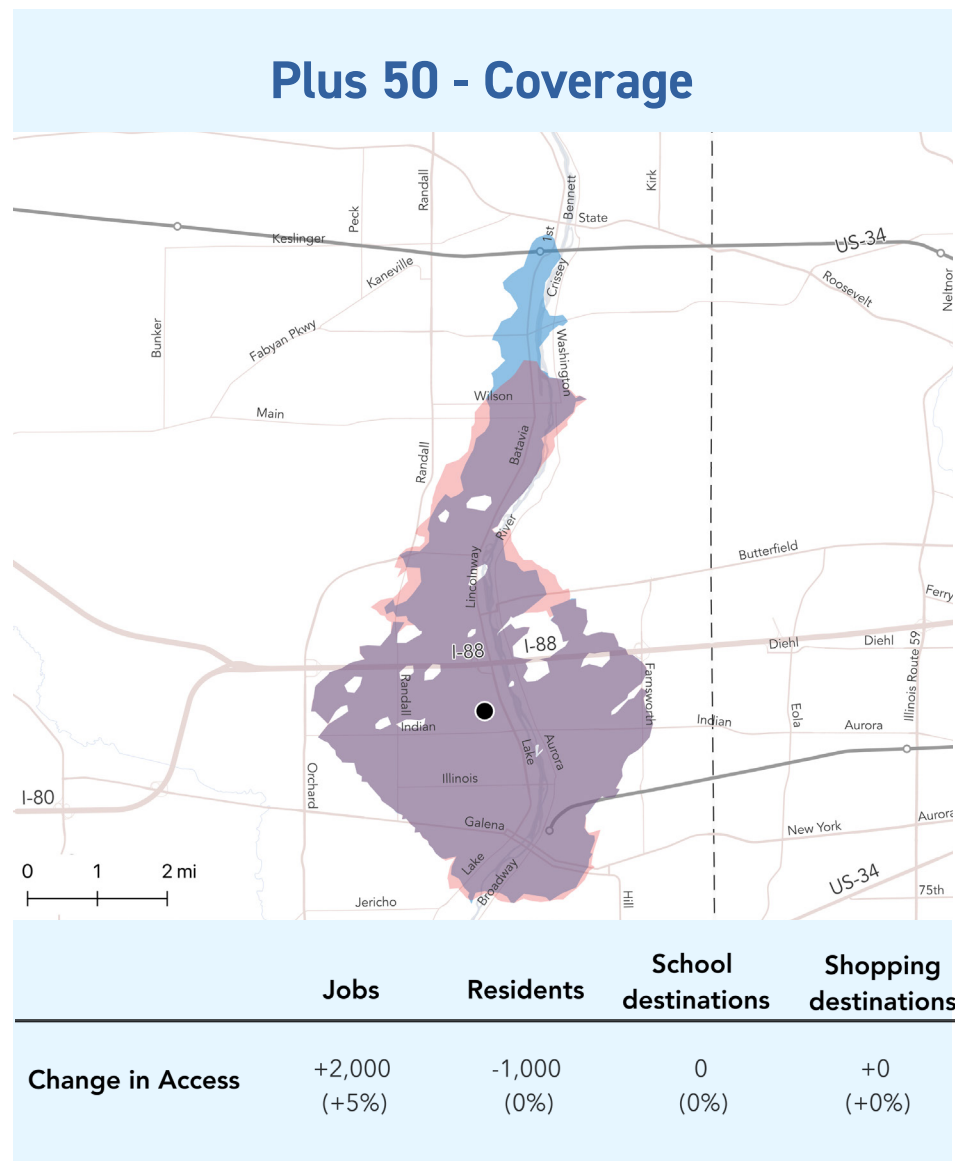 Plus 50 - Coverage
Kirk
Randall
Bennett
Peck
State
1st
Keslinger
US-34
Kaneville
Crissey
Roosevelt
Neltnor
Bunker
Fabyan Pkwy
Washington
Wilson
Main
Batavia
Randall
River
Lincolnway
Butterfield
Ferry
I-88
I-88
Diehl
Diehl
Illinois Route 59
Randall
Farnsworth
Eola
Indian
Indian
Aurora
Lake
Aurora
Orchard
Illinois
I-80
Galena
New York
Aurora
Lake
Broadway
US-34
75th
Hill
Jericho
0 1 2 mi
Jobs Residents School destinations Shopping destinations
Change in Access +2,000 -1,000 0 +0
(+5%) (0%) (0%) (+0%)